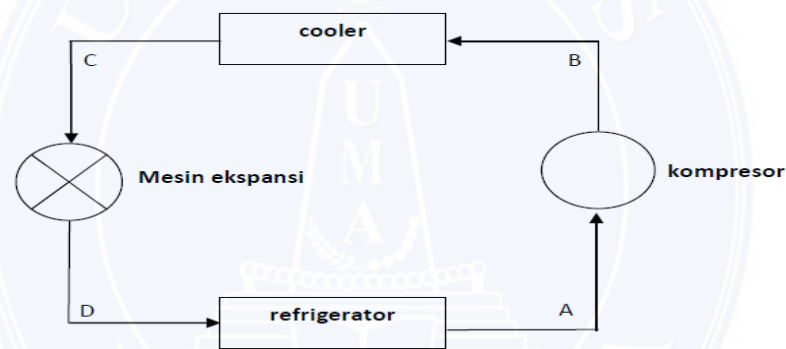 cooler
C
B
Mesin ekspansi
kompresor
D
refrigerator
A
U
M
A